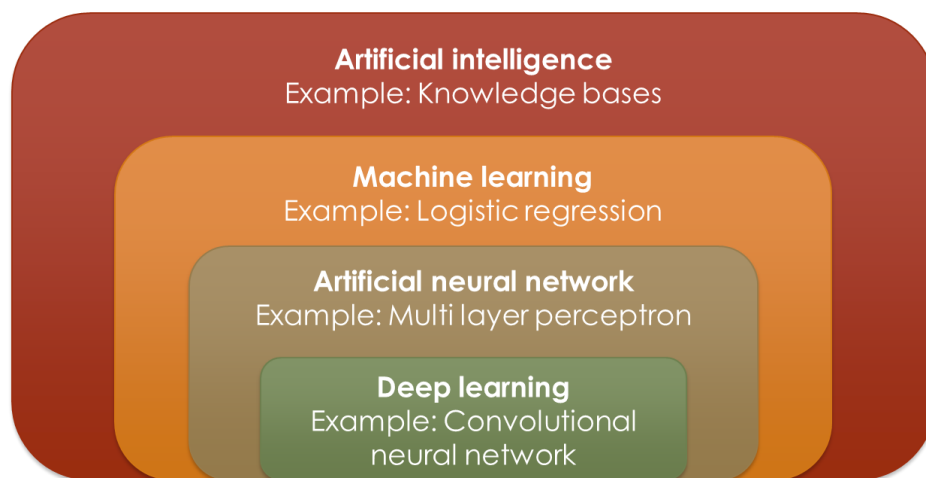 Artificial intelligence
Example: Knowledge bases
Machine learning
Example: Logistic regression
Artificial neural network
Example: Multi layer perceptron
Deep learning
Example: Convolutional
neural network